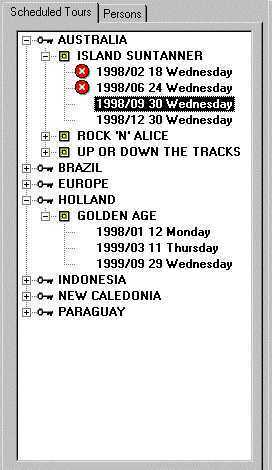 Scheduled Tours
Persons
AUSTRALIA
ISLAND SUNTANNER
1998/02 18 Wednesday
1998/06 24 Wednesday
1998/09 30 Wednesday
1998/12 30 Wednesday
ROCK 'N' ALICE
UP OR DOWN THE TRACKS
BRAZIL
EUROPE
HOLLAND
GOLDEN AGE
1998/01 12 Monday
1999/03 11 Thursday
1999/09 29 Wednesday
INDONESIA
NEW CALEDONIA
PARAGUAY